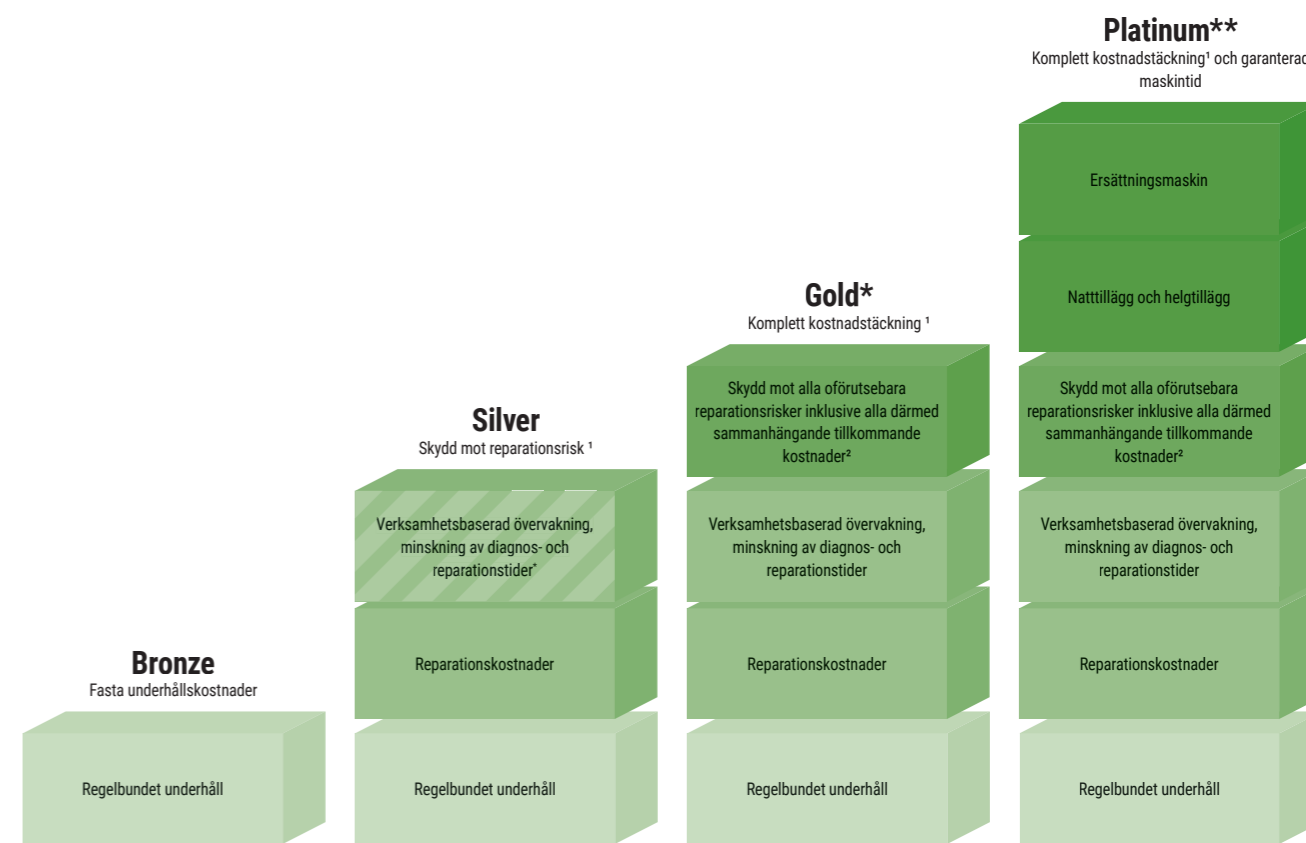 Platinum**
Komplett kostnadstäckning¹ och garanterad
maskintid
Ersättningsmaskin
Natttillägg och helgtillägg
Skydd mot alla oförutsebara
reparationsrisker inklusive alla därmed
sammanhängande tillkommande
kostnader²
Verksamhetsbaserad övervakning,
minskning av diagnos- och
reparationstider
Reparationskostnader
Regelbundet underhåll
Gold*
Komplett kostnadstäckning ¹
Skydd mot alla oförutsebara
reparationsrisker inklusive alla därmed
sammanhängande tillkommande
kostnader²
Verksamhetsbaserad övervakning,
minskning av diagnos- och
reparationstider
Reparationskostnader
Regelbundet underhåll
Silver
Skydd mot reparationsrisk ¹
Verksamhetsbaserad övervakning,
minskning av diagnos- och
reparationstider*
Reparationskostnader
Regelbundet underhåll
Bronze
Fasta underhållskostnader
Regelbundet underhåll